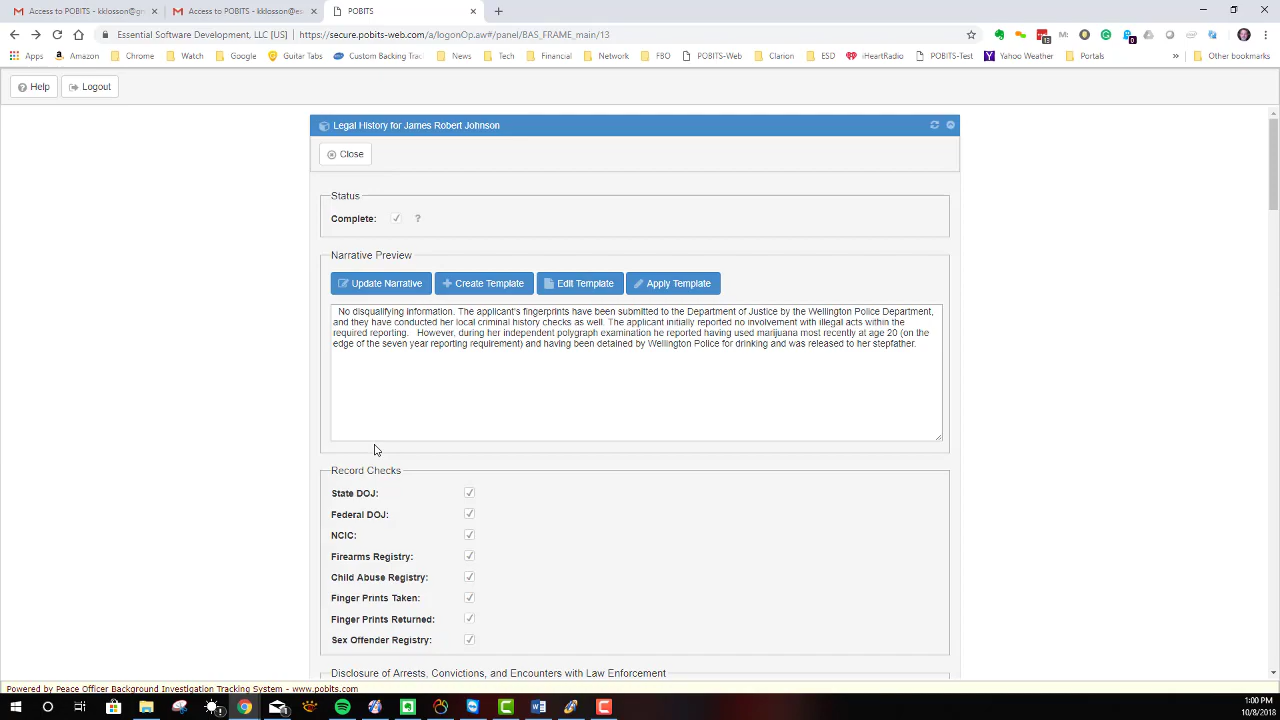 Access to POBITS - kklosson@gm
Access to POBITS - kklosson@es
POBITS
Essential Software Development, LLC [US]
https://secure.pobits-web.com/a/logonOp.aw#/panel/BAS_FRAME_main/13
Apps
Amazon
Chrome
Watch
Google
Guitar Tabs
Custom Backing Trac
News
Tech
Financial
Network
FBO
POBITS-Web
Clarion
ESD
iHeartRadio
POBITS-Test
Yahoo Weather
Portals
»
Other bookmarks
Help
Logout
Legal History for James Robert Johnson
Close
Status
Complete:
?
Narrative Preview
Update Narrative
Create Template
Edit Template
Apply Template
No disqualifying information. The applicant's fingerprints have been submitted to the Department of Justice by the Wellington Police Department,
and they have conducted her local criminal history checks as well. The applicant initially reported no involvement with illegal acts within the
required reporting. However, during her independent polygraph examination he reported having used marijuana most recently at age 20 (on the
edge of the seven year reporting requirement) and having been detained by Wellington Police for drinking and was released to her stepfather.
Record Checks
State DOJ:
Federal DOJ:
NCIC:
Firearms Registry:
Child Abuse Registry:
Finger Prints Taken:
Finger Prints Returned:
Sex Offender Registry:
Disclosure of Arrests, Convictions, and Encounters with Law Enforcement
Powered by Peace Officer Background Investigation Tracking System - www.pobits.com
1:00 PM
10/8/2018